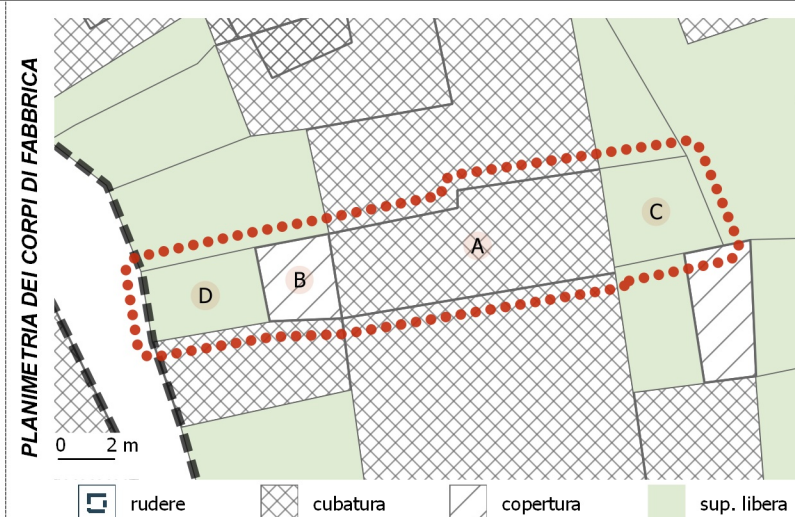 PLANIMETRIA DEI CORPI DI FABBRICA
C
A
B
D
0 2 m
rudere cubatura copertura sup. libera